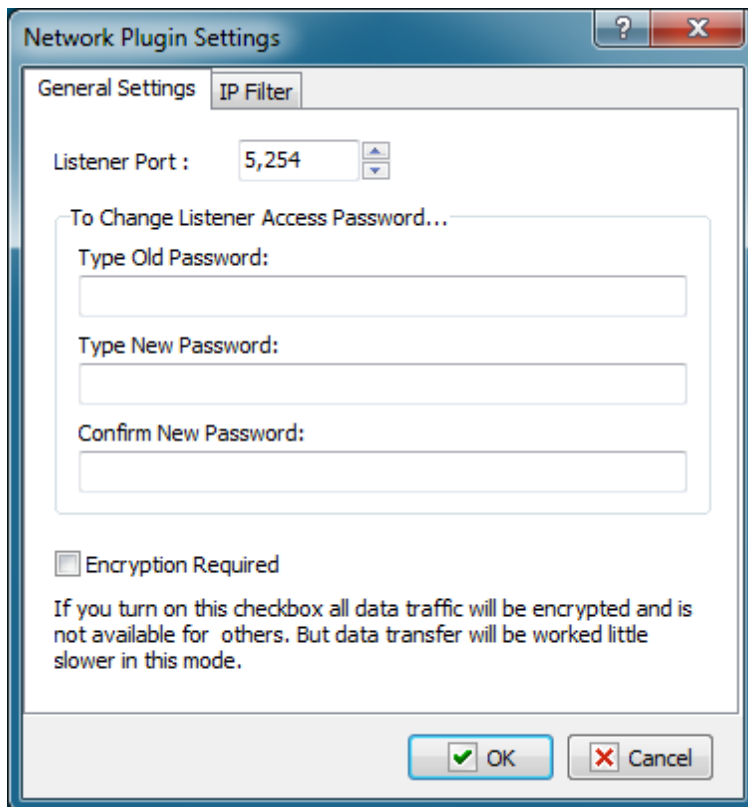 Network Plugin Settings
?
X
General Settings
IP Filter
Listener Port :
5,254
To Change Listener Access Password...
Type Old Password:
Type New Password:
Confirm New Password:
Encryption Required
If you turn on this checkbox all data traffic will be encrypted and is
not available for  others. But data transfer will be worked little
slower in this mode.
OK
Cancel